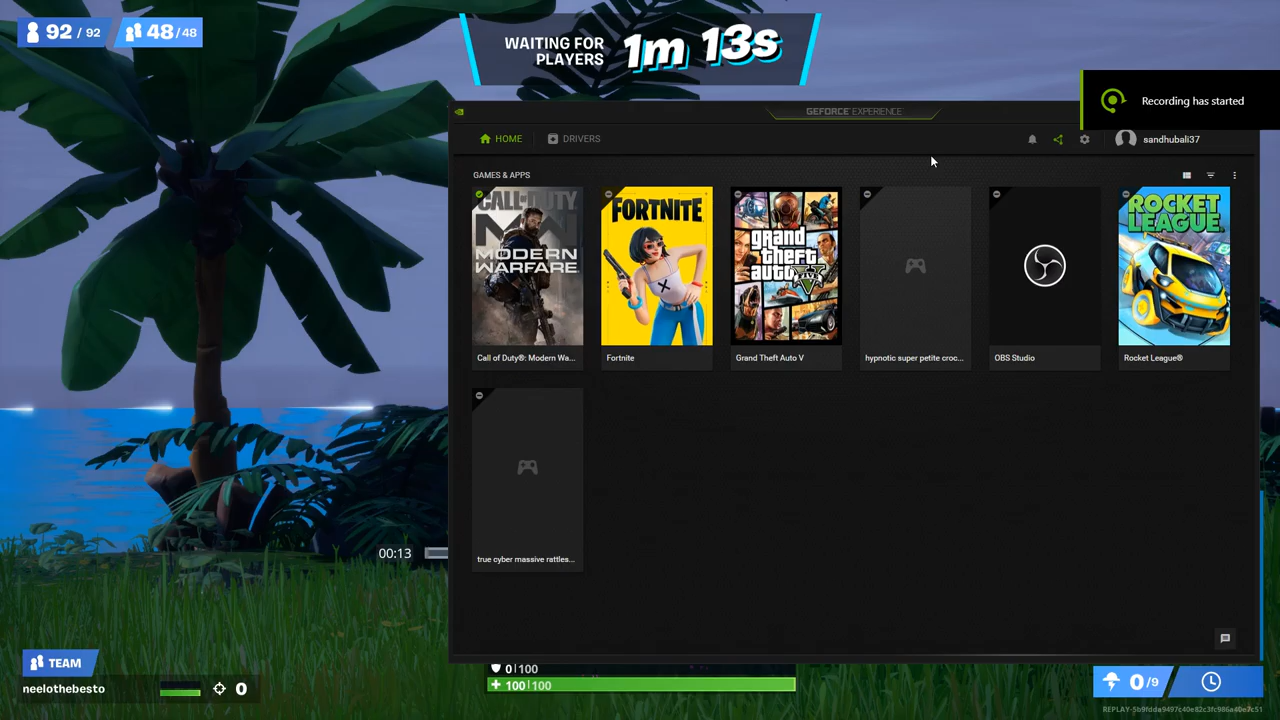 92 / 92
48/48
WAITING FOR
PLAYERS
1m 13s
Recording has started
GEFORCE EXPERIENCE
HOME
DRIVERS
sandhubali37
GAMES & APPS
CALL OF DUTY
MODERN
WARFARE
FORTNITE
grand
theft
auto
FIVE
ROCKET
LEAGUE
Call of Duty®: Modern Wa...
Fortnite
Grand Theft Auto V
hypnotic super petite croc...
OBS Studio
Rocket League®
true cyber massive rattles...
00:13
TEAM
neelothebesto
0
0|100
100|100
0/9